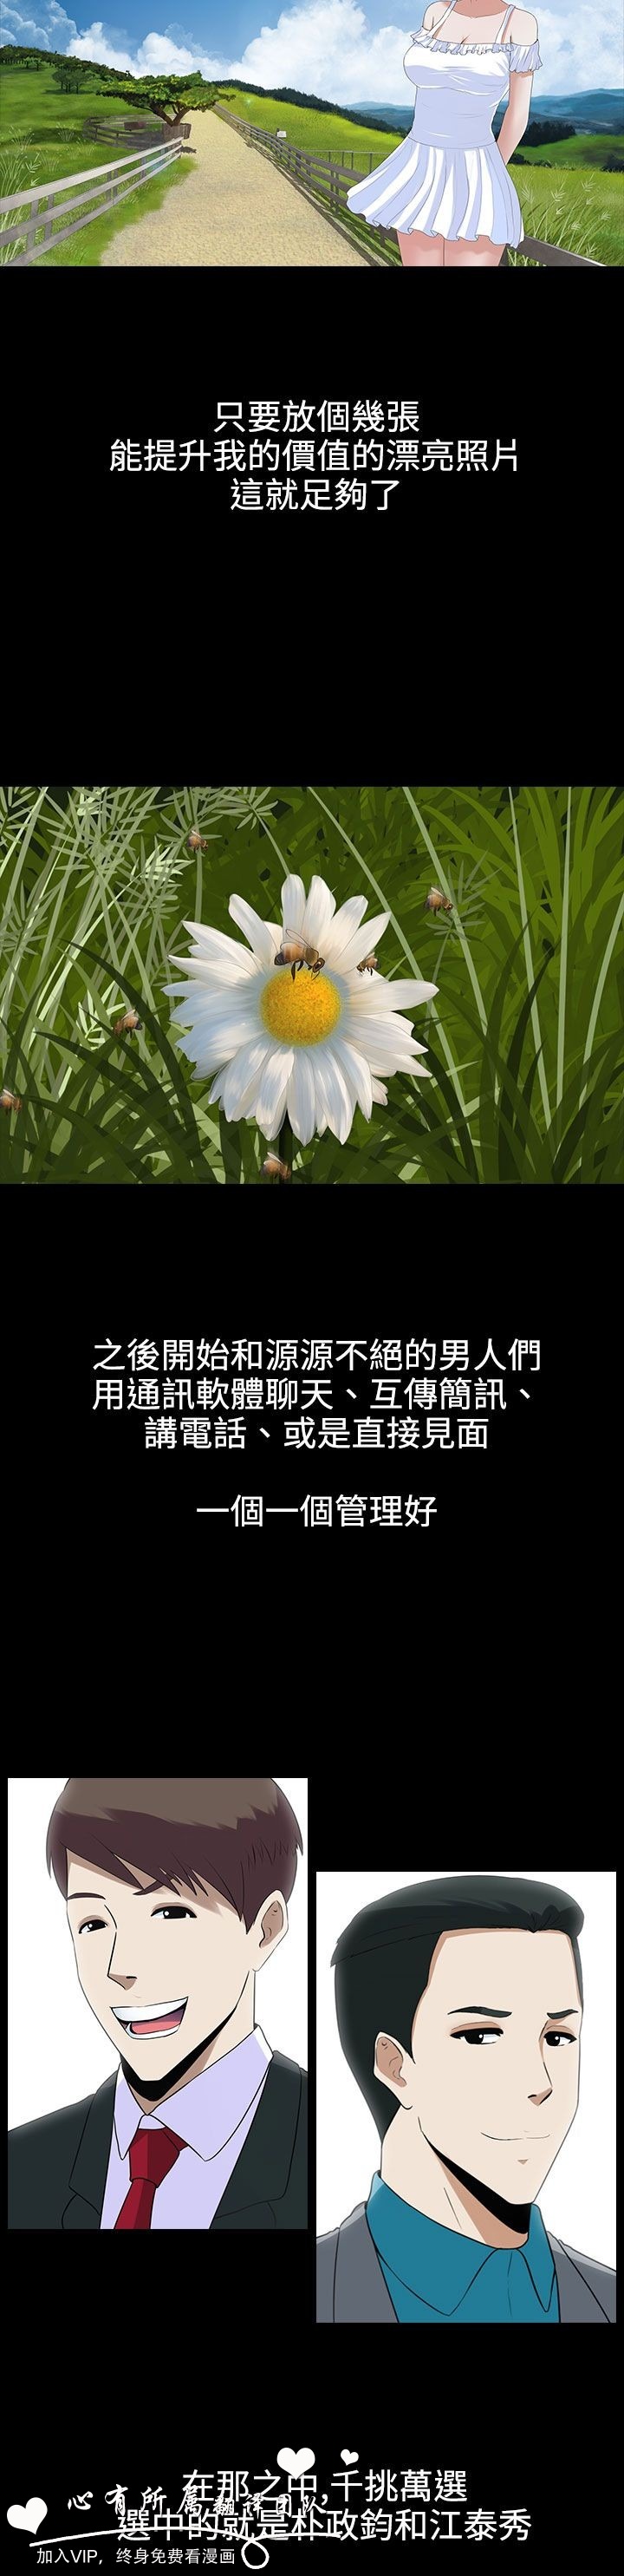 只要放個幾張
能提升我的價值的漂亮照片
這就足夠了
之後開始和源源不絕的男人們
用通訊軟體聊天、互傳簡訊、
講電話、或是直接見面
一個一個管理好
在那之中,千挑萬選
選中的就是朴政鈞和江泰秀
心有所属翻译团队
加入VIP，终身免费看漫画